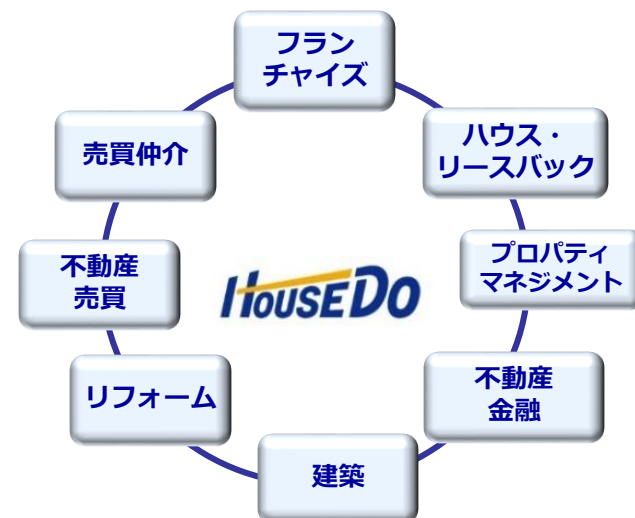 フラン
チャイズ
ハウス・
リースバック
プロパティ
マネジメント
不動産
金融
建築
リフォーム
不動産
売買
売買仲介
HOUSEDO